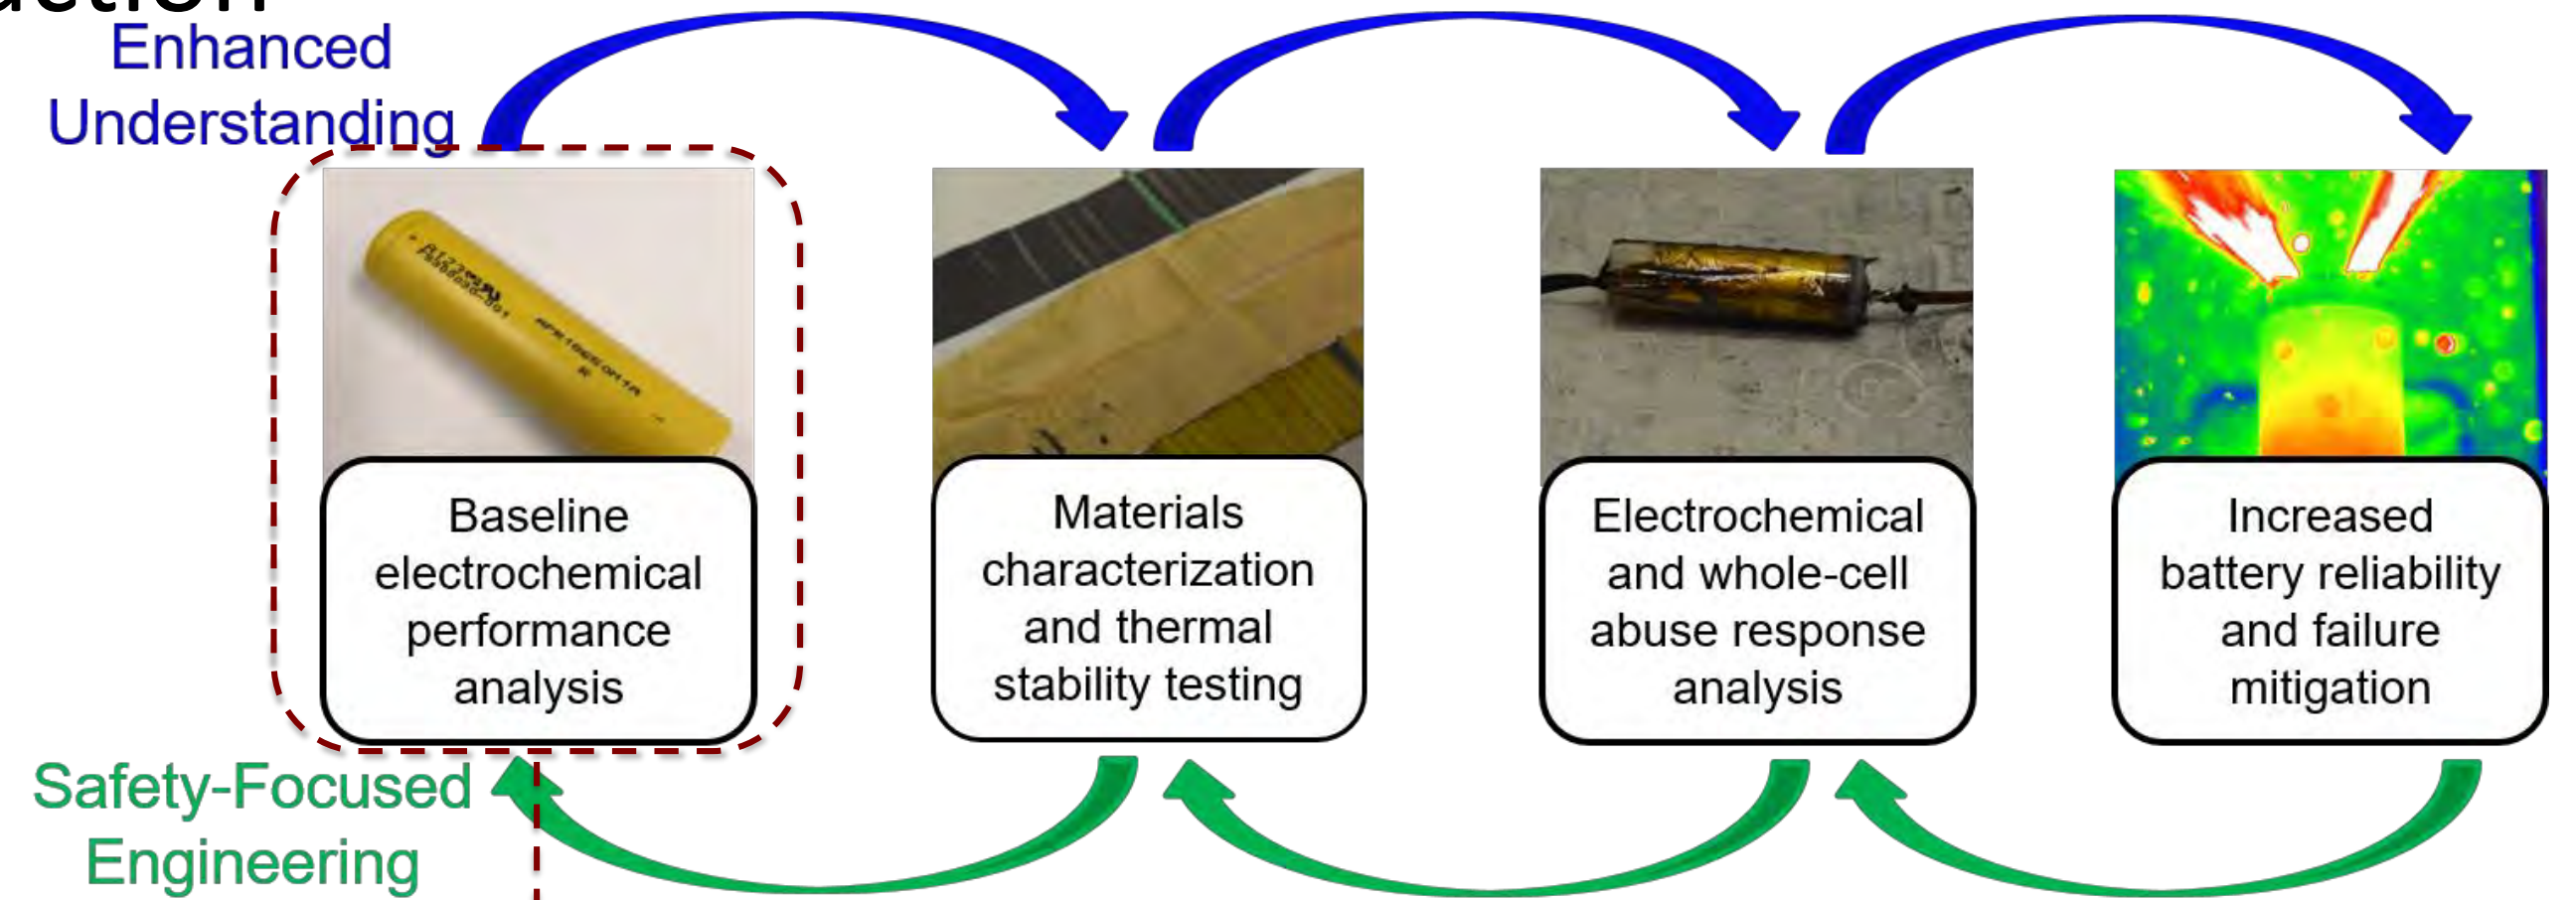 Enhanced
Understanding
Baseline
electrochemical
performance
analysis
Materials
characterization
and thermal
stability testing
Electrochemical
and whole-cell
abuse response
analysis
Increased
battery reliability
and failure
mitigation
Safety-Focused
Engineering